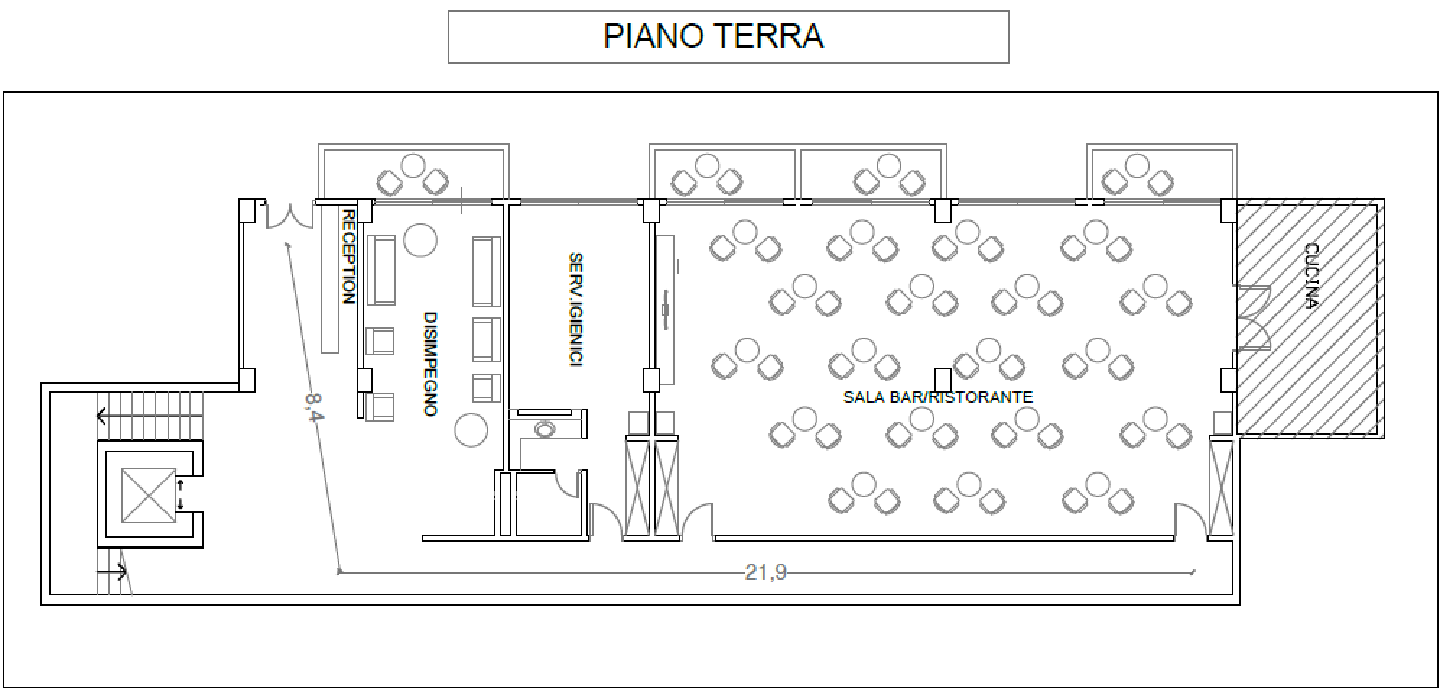 PIANO TERRA
RECEPTION
DISIMPEGNO
SERV.IGIENICI
CUCINA
SALA BAR/RISTORANTE
8,4
21,9